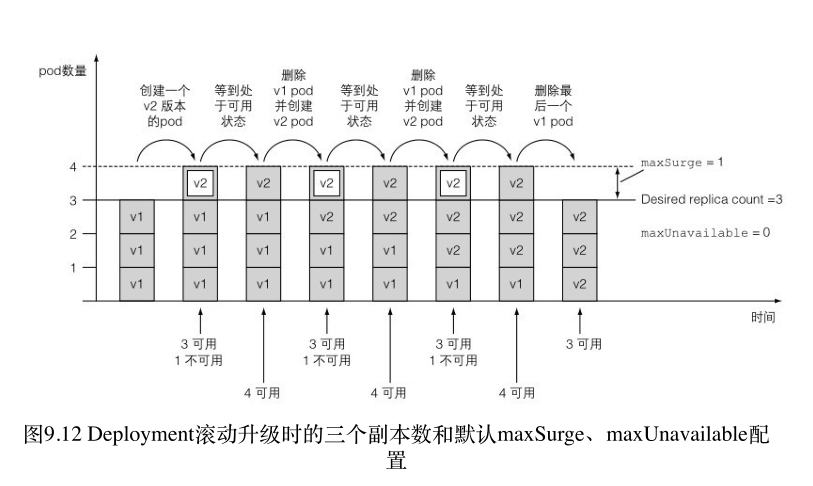 pod数量
创建一个
v2 版本
的pod
等到处
于可用
状态
删除
v1 pod
并创建
v2 pod
等到处
于可用
状态
删除
v1 pod
并创建
v2 pod
等到处
于可用
状态
删除最
后一个
v1 pod
4
v2 v2 v2 v2 v2 v2
maxSurge = 1
3
Desired replica count =3
v1 v1 v1 v2 v2 v2 v2 v2
2
maxUnavailable = 0
v1 v1 v1 v1 v1 v2 v2 v2
1
v1 v1 v1 v1 v1 v1 v1 v2
时间
3 可用
1 不可用
4 可用
3 可用
1 不可用
4 可用
3 可用
1 不可用
4 可用
3 可用
图9.12 Deployment滚动升级时的三个副本数和默认maxSurge、maxUnavailable配
置